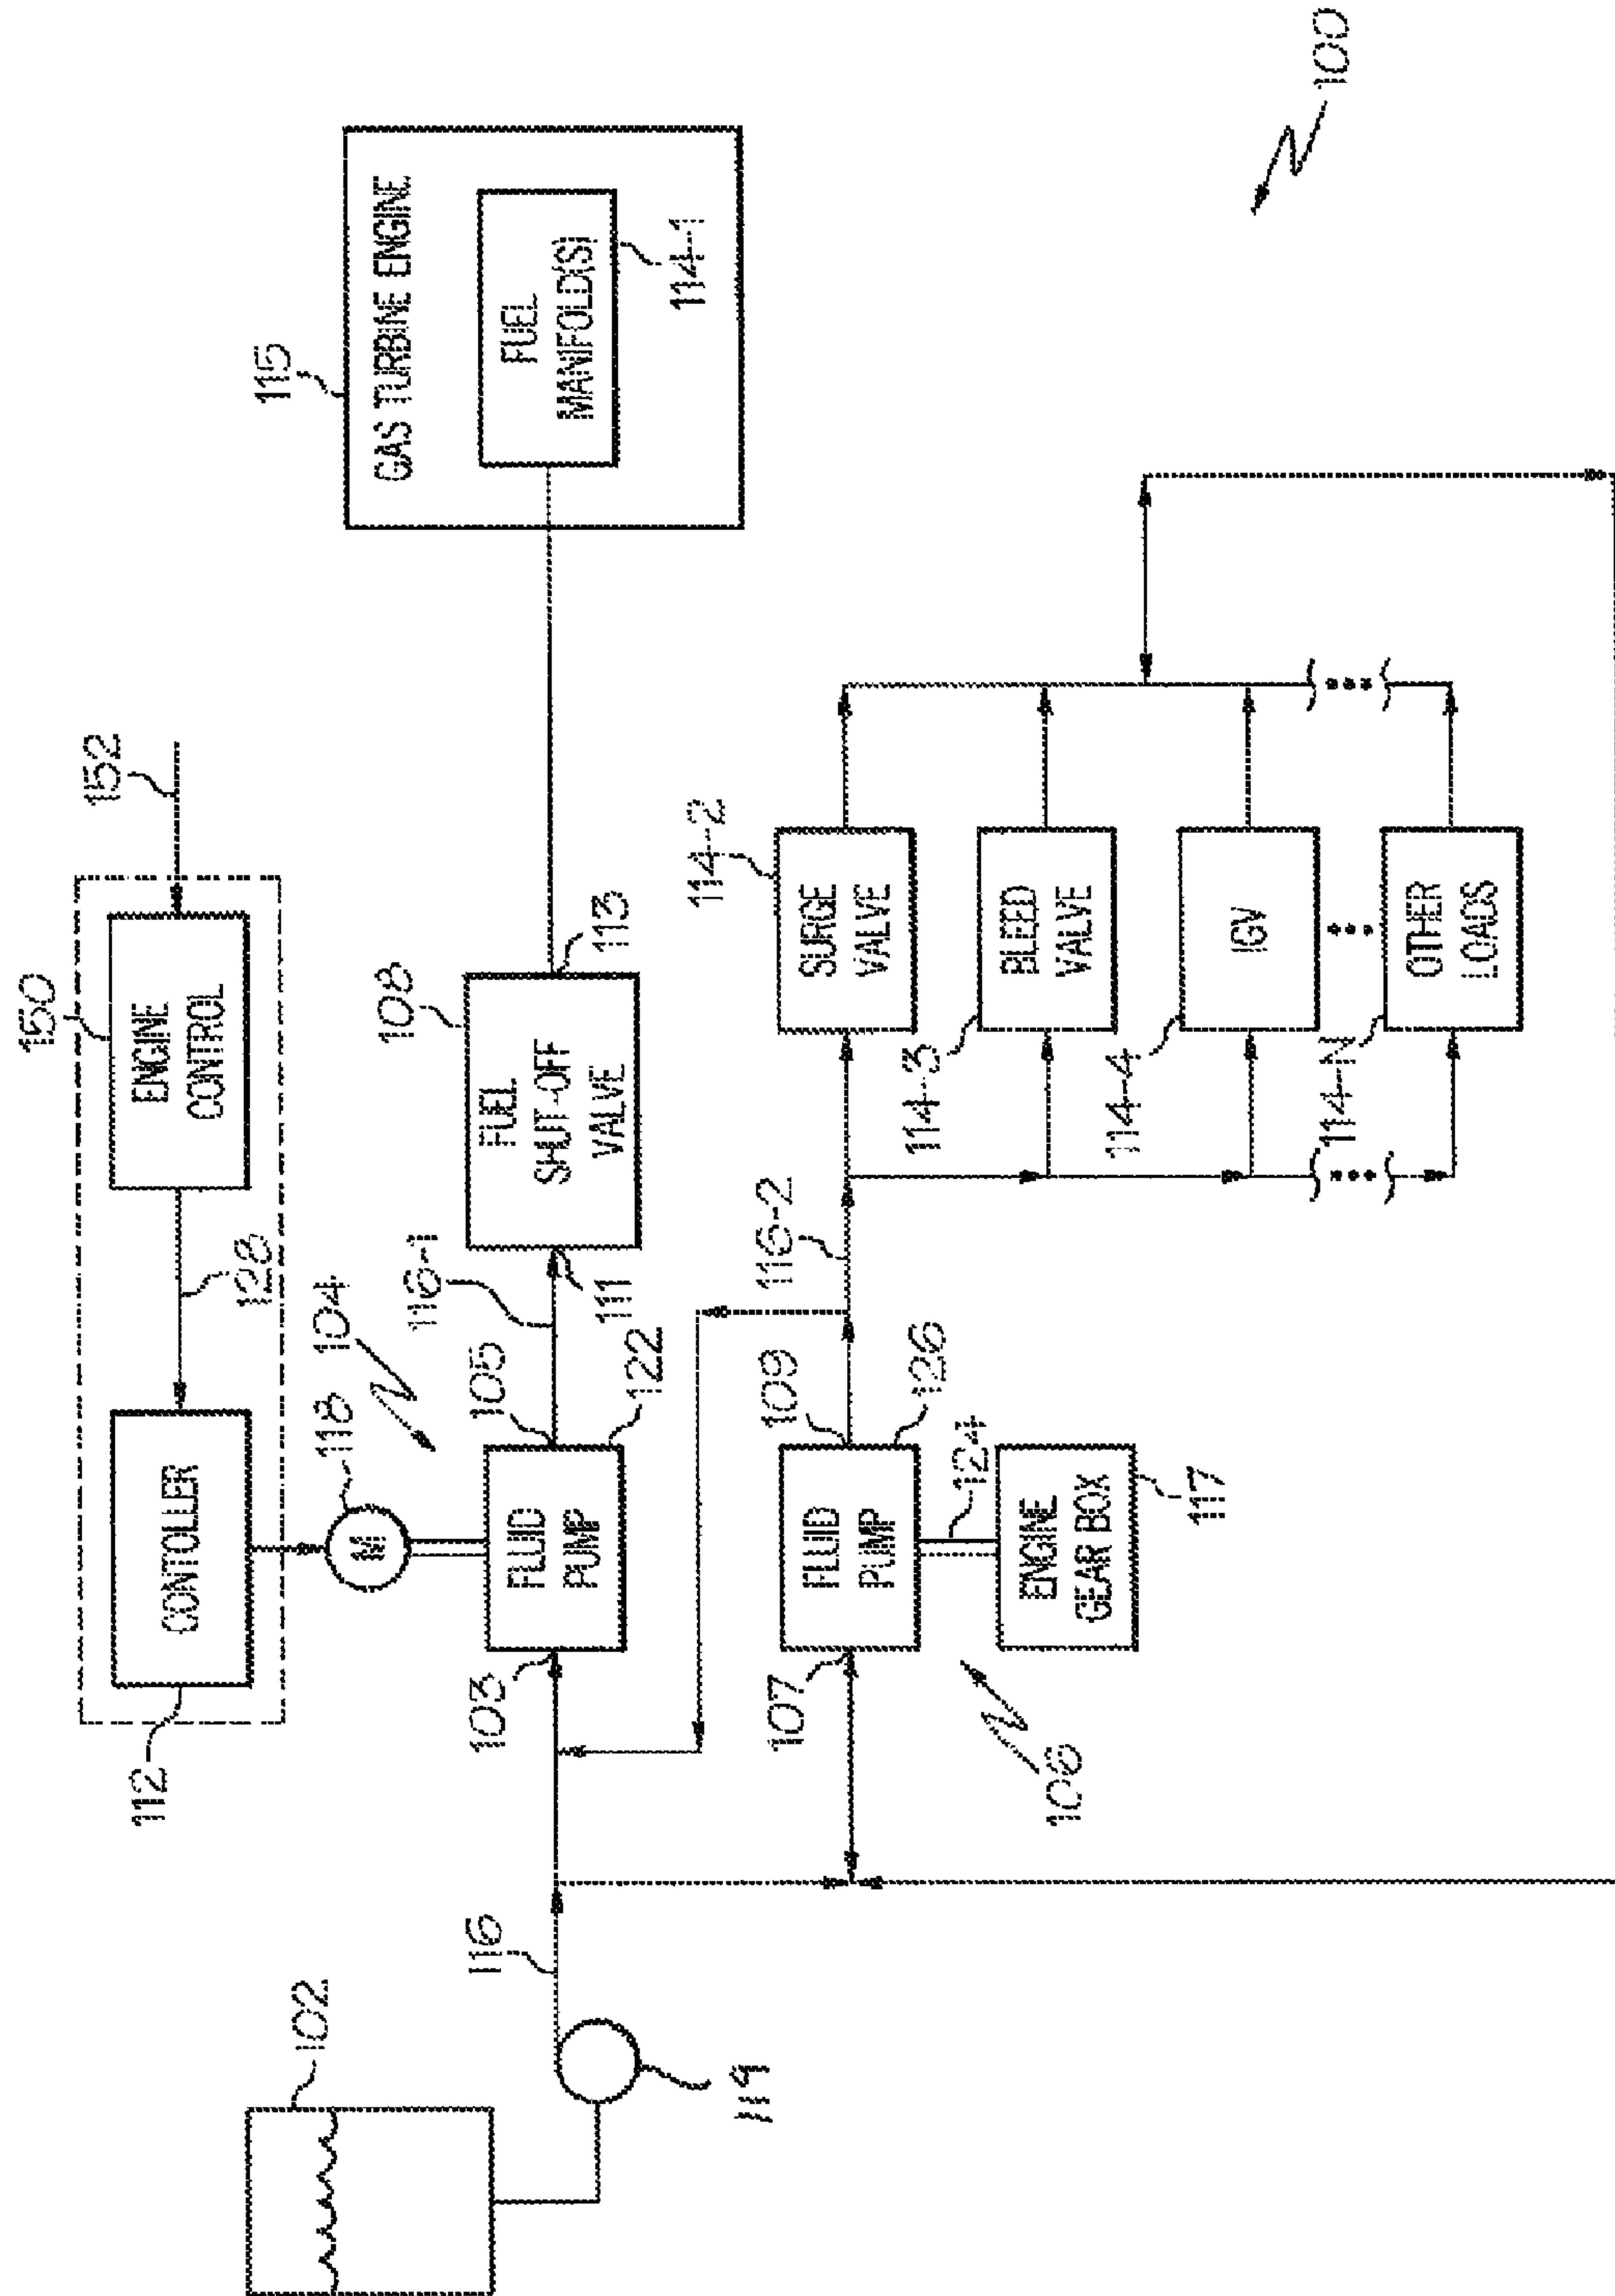 150
152
ENGINE
CONTROL
128
CONTOLLER
112
118
M
104
115
GAS TURBINE ENGINE
FUEL
MANIFOLD(S)
114-1
108
FUEL
SHUT-OFF
VALVE
113
111
116-1
105
122
FLUID
PUMP
103
102
116
119
107
FLUID
PUMP
109
126
116-2
124
ENGINE
GEAR BOX
117
106
114-2
SURGE
VALVE
114-3
BLEED
VALVE
114-4
IGV
114-N
OTHER
LOADS
100